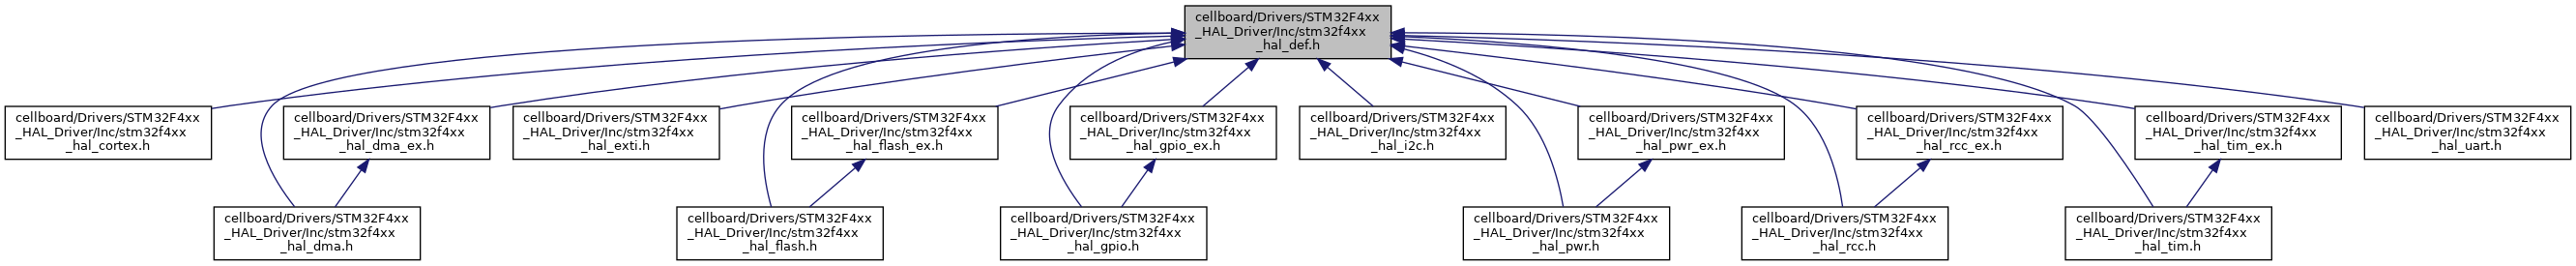 cellboard/Drivers/STM32F4xx
_HAL_Driver/Inc/stm32f4xx
_hal_def.h
cellboard/Drivers/STM32F4xx
_HAL_Driver/Inc/stm32f4xx
_hal_cortex.h
cellboard/Drivers/STM32F4xx
_HAL_Driver/Inc/stm32f4xx
_hal_dma_ex.h
cellboard/Drivers/STM32F4xx
_HAL_Driver/Inc/stm32f4xx
_hal_exti.h
cellboard/Drivers/STM32F4xx
_HAL_Driver/Inc/stm32f4xx
_hal_flash_ex.h
cellboard/Drivers/STM32F4xx
_HAL_Driver/Inc/stm32f4xx
_hal_gpio_ex.h
cellboard/Drivers/STM32F4xx
_HAL_Driver/Inc/stm32f4xx
_hal_i2c.h
cellboard/Drivers/STM32F4xx
_HAL_Driver/Inc/stm32f4xx
_hal_pwr_ex.h
cellboard/Drivers/STM32F4xx
_HAL_Driver/Inc/stm32f4xx
_hal_rcc_ex.h
cellboard/Drivers/STM32F4xx
_HAL_Driver/Inc/stm32f4xx
_hal_tim_ex.h
cellboard/Drivers/STM32F4xx
_HAL_Driver/Inc/stm32f4xx
_hal_uart.h
cellboard/Drivers/STM32F4xx
_HAL_Driver/Inc/stm32f4xx
_hal_dma.h
cellboard/Drivers/STM32F4xx
_HAL_Driver/Inc/stm32f4xx
_hal_flash.h
cellboard/Drivers/STM32F4xx
_HAL_Driver/Inc/stm32f4xx
_hal_gpio.h
cellboard/Drivers/STM32F4xx
_HAL_Driver/Inc/stm32f4xx
_hal_pwr.h
cellboard/Drivers/STM32F4xx
_HAL_Driver/Inc/stm32f4xx
_hal_rcc.h
cellboard/Drivers/STM32F4xx
_HAL_Driver/Inc/stm32f4xx
_hal_tim.h